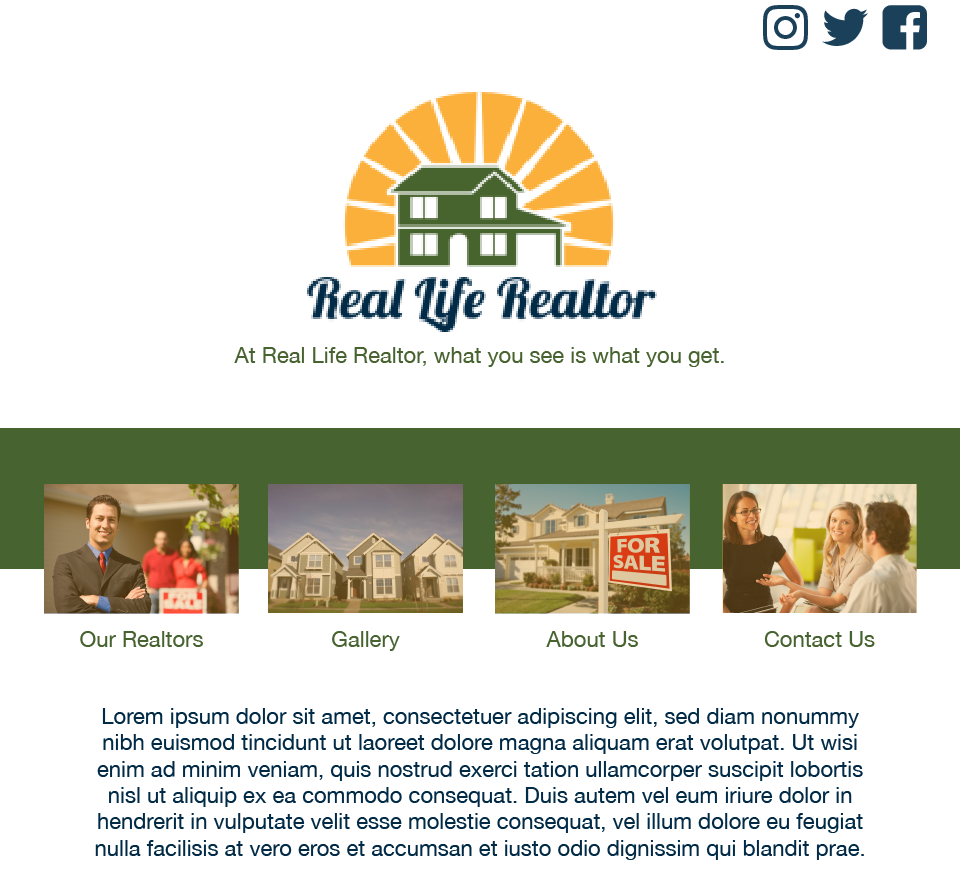 Real Life Realtor
At Real Life Realtor, what you see is what you get.
FOR SALE
FOR
SALE
Our Realtors
Gallery
About Us
Contact Us
Lorem ipsum dolor sit amet, consectetuer adipiscing elit, sed diam nonummy
nibh euismod tincidunt ut laoreet dolore magna aliquam erat volutpat. Ut wisi
enim ad minim veniam, quis nostrud exerci tation ullamcorper suscipit lobortis
nisl ut aliquip ex ea commodo consequat. Duis autem vel eum iriure dolor in
hendrerit in vulputate velit esse molestie consequat, vel illum dolore eu feugiat
nulla facilisis at vero eros et accumsan et iusto odio dignissim qui blandit prae.